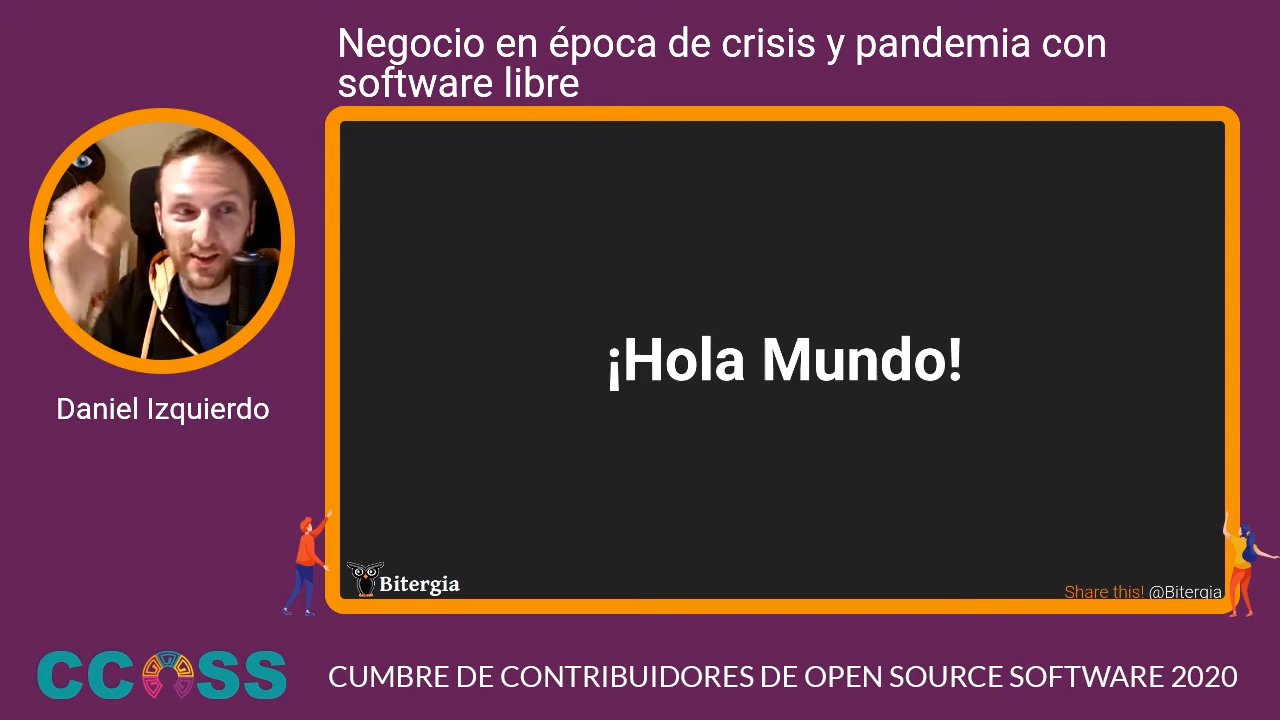 Negocio en época de crisis y pandemia con
software libre
Daniel Izquierdo
¡Hola Mundo!
Bitergia
Share this! @Bitergia
CCOSS
CUMBRE DE CONTRIBUIDORES DE OPEN SOURCE SOFTWARE 2020